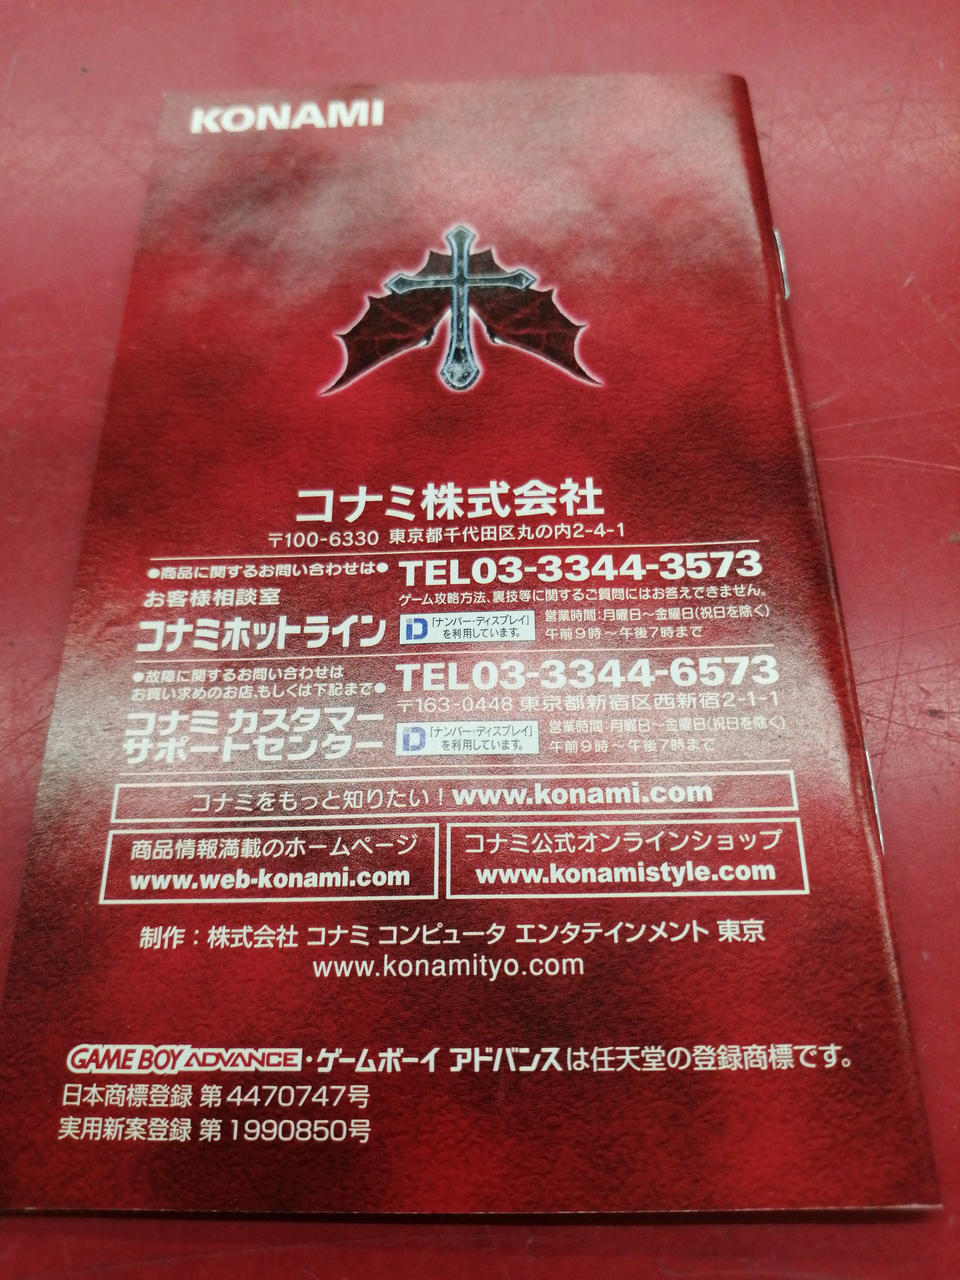 KONAMI
コナミ株式会社
〒100-6330 東京都千代田区丸の内2-4-1
●商品に関するお問い合わせは●
お客様相談室
コナミホットライン
TEL03-3344-3573
ゲーム攻略方法、裏技等に関するご質問にはお答えできません。
D「ナンバー・ディスプレイ」
を利用しています。
営業時間:月曜日〜金曜日(祝日を除く)
午前9時〜午後7時まで
●故障に関するお問い合わせは
お買い求めのお店、もしくは下記まで●
コナミ カスタマー
サポートセンター
TEL03-3344-6573
〒163-0448 東京都新宿区西新宿2-1-1
D「ナンバー・ディスプレイ」
を利用しています。
営業時間:月曜日〜金曜日(祝日を除く)
午前9時〜午後7時まで
コナミをもっと知りたい!www.konami.com
商品情報満載のホームページ
www.web-konami.com
コナミ公式オンラインショップ
www.konamistyle.com
制作:株式会社 コナミ コンピュータ エンタテインメント 東京
www.konamityo.com
GAME BOY ADVANCE・ゲームボーイ アドバンスは任天堂の登録商標です。
日本商標登録 第4470747号
実用新案登録 第1990850号